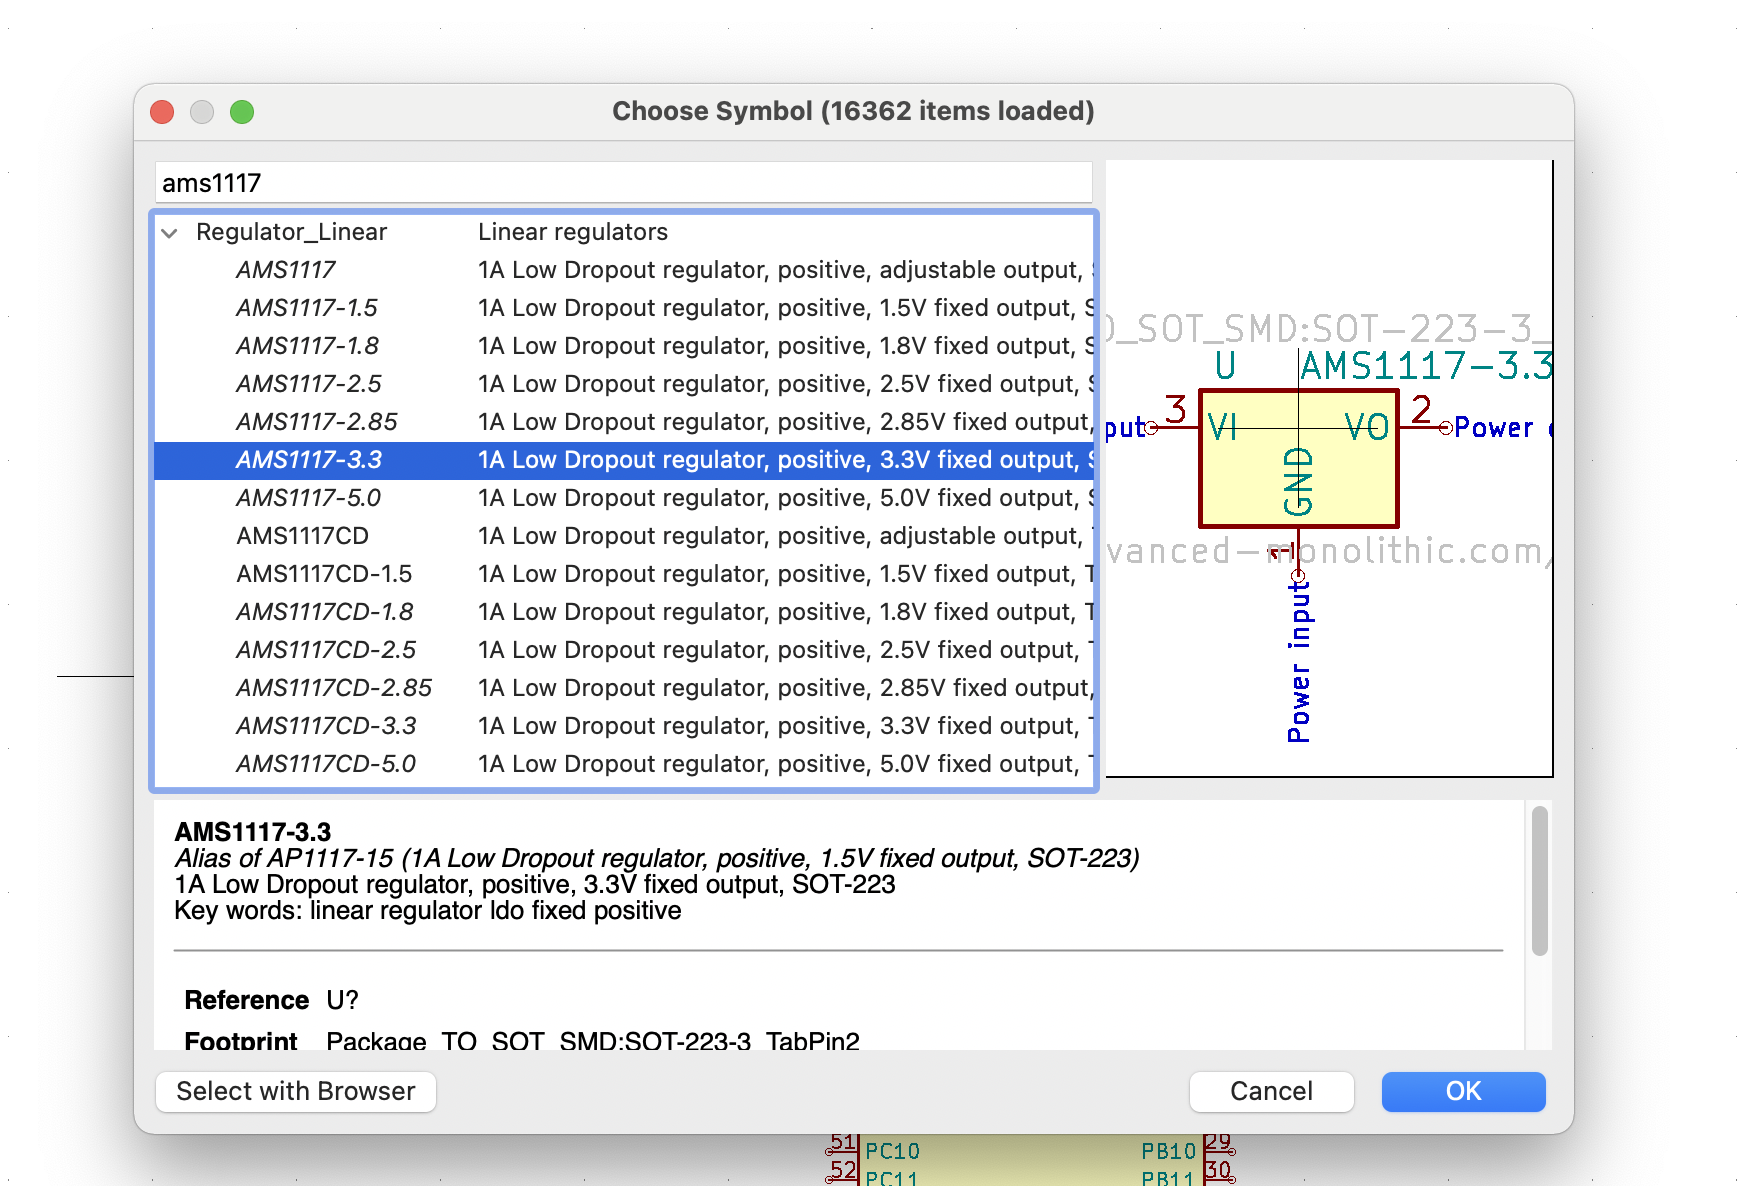 Choose Symbol (16362 items loaded)
ams1117
Regulator_Linear Linear regulators
AMS1117 1A Low Dropout regulator, positive, adjustable output,
AMS1117-1.5 1A Low Dropout regulator, positive, 1.5V fixed output,
AMS1117-1.8 1A Low Dropout regulator, positive, 1.8V fixed output,
AMS1117-2.5 1A Low Dropout regulator, positive, 2.5V fixed output,
AMS1117-2.85 1A Low Dropout regulator, positive, 2.85V fixed output,
AMS1117-3.3 1A Low Dropout regulator, positive, 3.3V fixed output,
AMS1117-5.0 1A Low Dropout regulator, positive, 5.0V fixed output,
AMS1117CD 1A Low Dropout regulator, positive, adjustable output,
AMS1117CD-1.5 1A Low Dropout regulator, positive, 1.5V fixed output,
AMS1117CD-1.8 1A Low Dropout regulator, positive, 1.8V fixed output,
AMS1117CD-2.5 1A Low Dropout regulator, positive, 2.5V fixed output,
AMS1117CD-2.85 1A Low Dropout regulator, positive, 2.85V fixed output,
AMS1117CD-3.3 1A Low Dropout regulator, positive, 3.3V fixed output,
AMS1117CD-5.0 1A Low Dropout regulator, positive, 5.0V fixed output,
_SOT_SMD:SOT-223-3_
U AMS1117-3.3
3 VI VO 2
put Power
GND
vanced-monolithic.com/
1
Power input
AMS1117-3.3
Alias of AP1117-15 (1A Low Dropout regulator, positive, 1.5V fixed output, SOT-223)
1A Low Dropout regulator, positive, 3.3V fixed output, SOT-223
Key words: linear regulator ldo fixed positive
Reference U?
Footprint Package_TO_SOT_SMD:SOT-223-3_TabPin2
Select with Browser Cancel OK
51 PC10 PB10 29
52 PC11 PB11 30